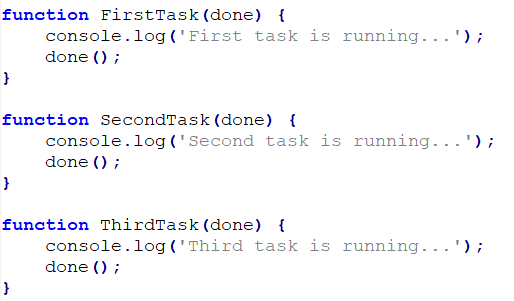 function FirstTask(done) {
    console.log('First task is running...');
    done();
}

function SecondTask(done) {
    console.log('Second task is running...');
    done();
}

function ThirdTask(done) {
    console.log('Third task is running...');
    done();
}